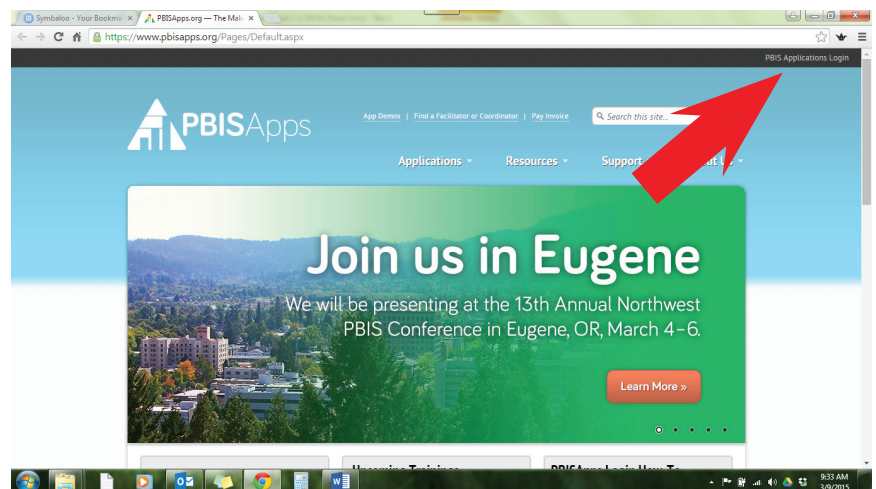 Symbaloo - Your Bookma
PBISApps.org — The Mak
https://www.pbisapps.org/Pages/Default.aspx
PBIS Applications Login
PBISApps
App Demos | Find a Facilitator or Coordinator | Pay Invoice
Search this site...
Applications
Resources
Support
Join us in Eugene
We will be presenting at the 13th Annual Northwest
PBIS Conference in Eugene, OR, March 4–6.
Learn More »
9:33 AM
3/9/2015